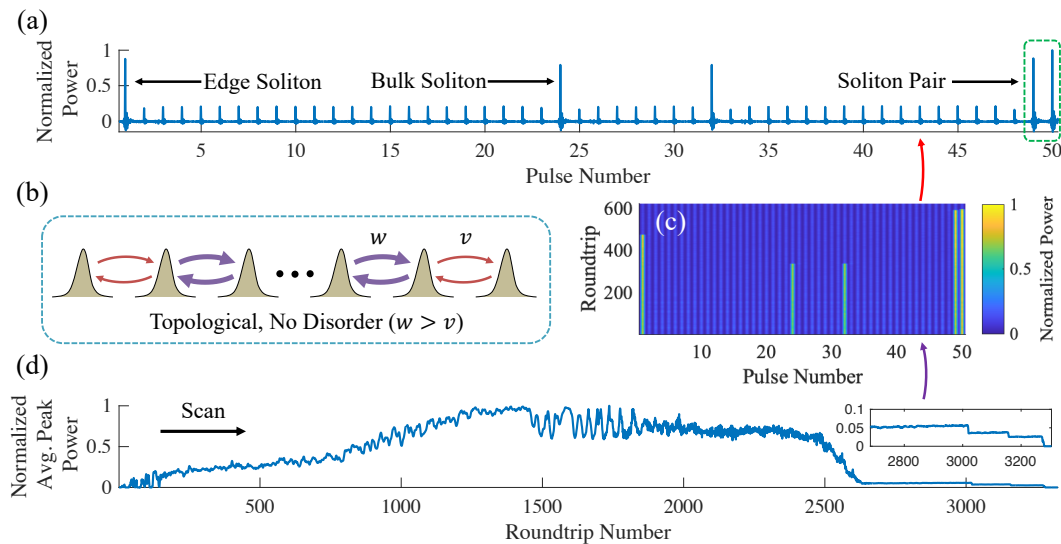 (a)
Normalized
Power
1
0.5
0
Edge Soliton
Bulk Soliton
Soliton Pair
5
10
15
20
25
30
35
40
45
50
Pulse Number
(b)
w
v
Topological, No Disorder (w > v)
(c)
Roundtrip
600
400
200
10
20
30
40
50
Pulse Number
1
0.5
0
Normalized Power
(d)
Normalized
Avg. Peak
Power
1
0.5
0
Scan
500
1000
1500
2000
2500
3000
Roundtrip Number
0.1
0.05
0
2800
3000
3200